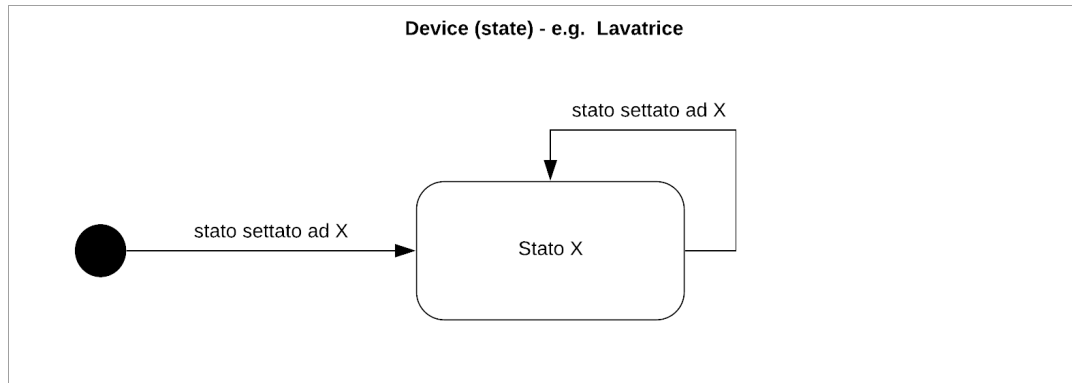 Device (state) - e.g.  Lavatrice
stato settato ad X
stato settato ad X
Stato X